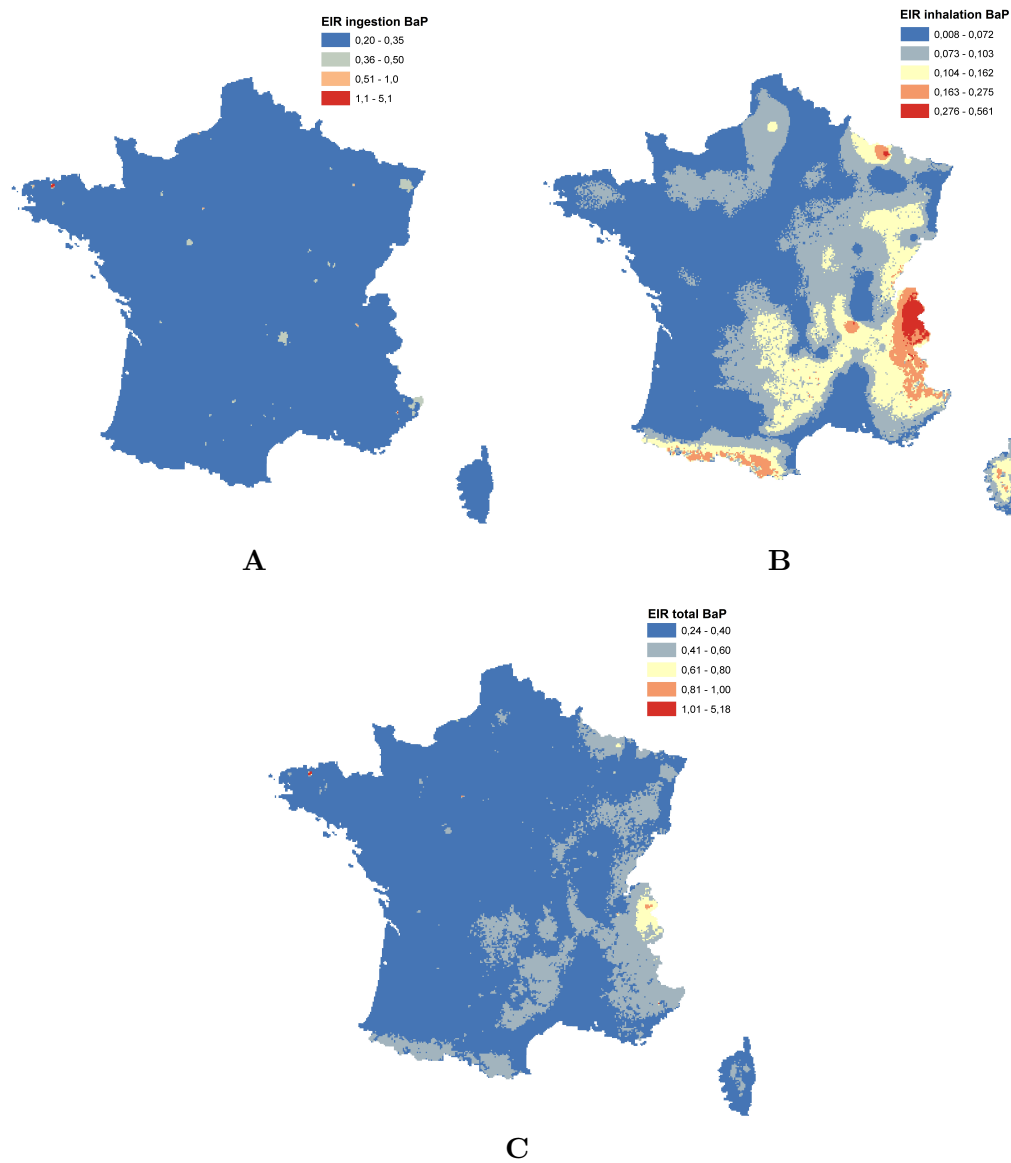 EIR ingestion BaP
0,20 - 0,35
0,36 - 0,50
0,51 - 1,0
1,1 - 5,1
EIR inhalation BaP
0,008 - 0,072
0,073 - 0,103
0,104 - 0,162
0,163 - 0,275
0,276 - 0,561
A
B
EIR total BaP
0,24 - 0,40
0,41 - 0,60
0,61 - 0,80
0,81 - 1,00
1,01 - 5,18
C